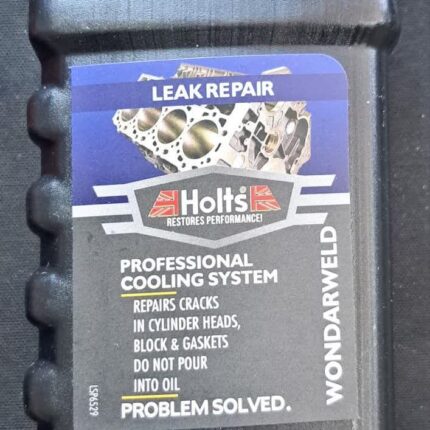 LEAK REPAIR
Holts
RESTORES PERFORMANCE!
PROFESSIONAL
COOLING SYSTEM
REPAIRS CRACKS
IN CYLINDER HEADS,
BLOCK & GASKETS
DO NOT POUR
INTO OIL
PROBLEM SOLVED.
WONDARWELD
LSP6529